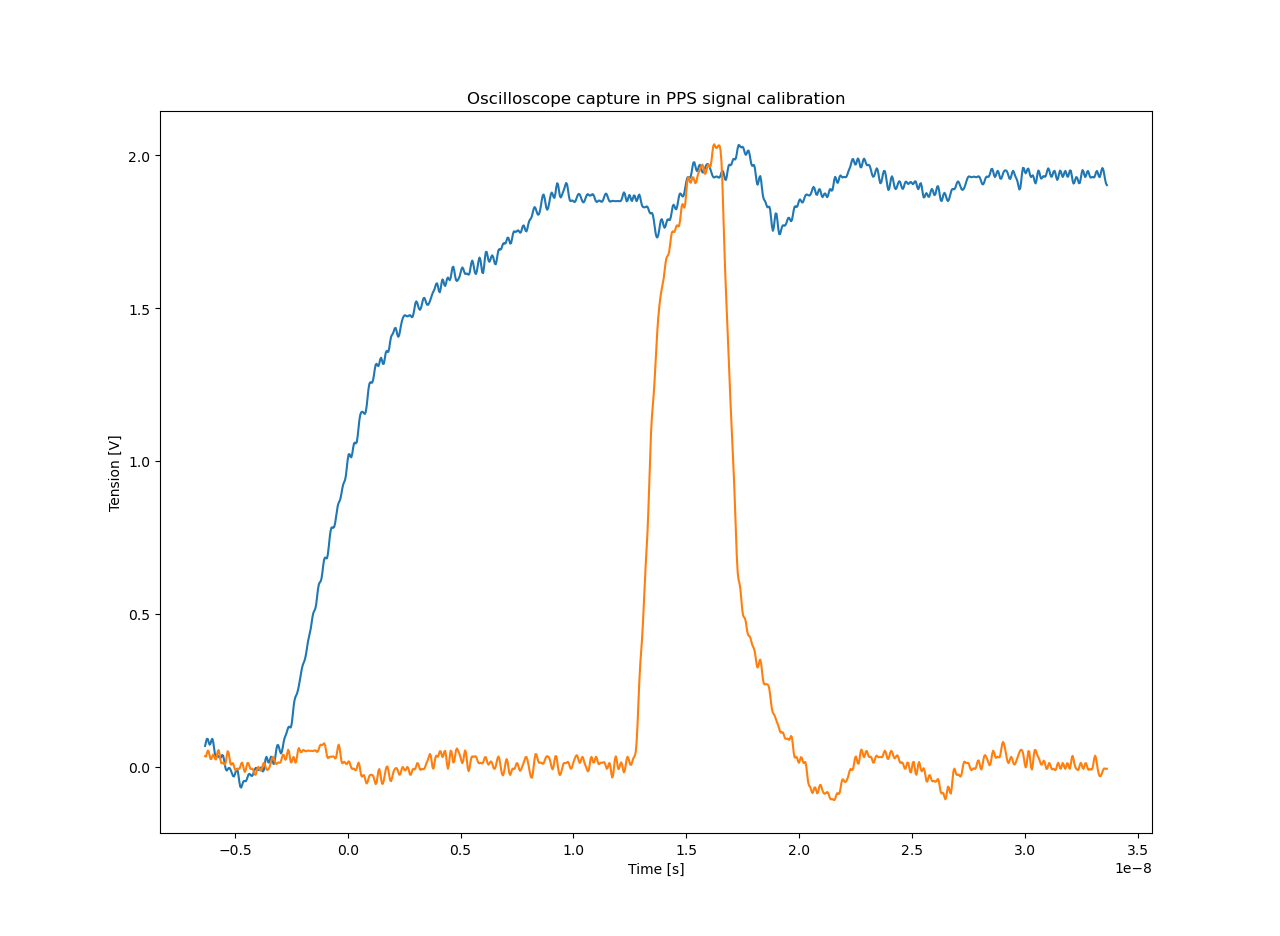 Oscilloscope capture in PPS signal calibration
Tension [V]
2.0
1.5
1.0
0.5
0.0
−0.5 0.0 0.5 1.0 1.5 2.0 2.5 3.0 3.5
1e−8
Time [s]